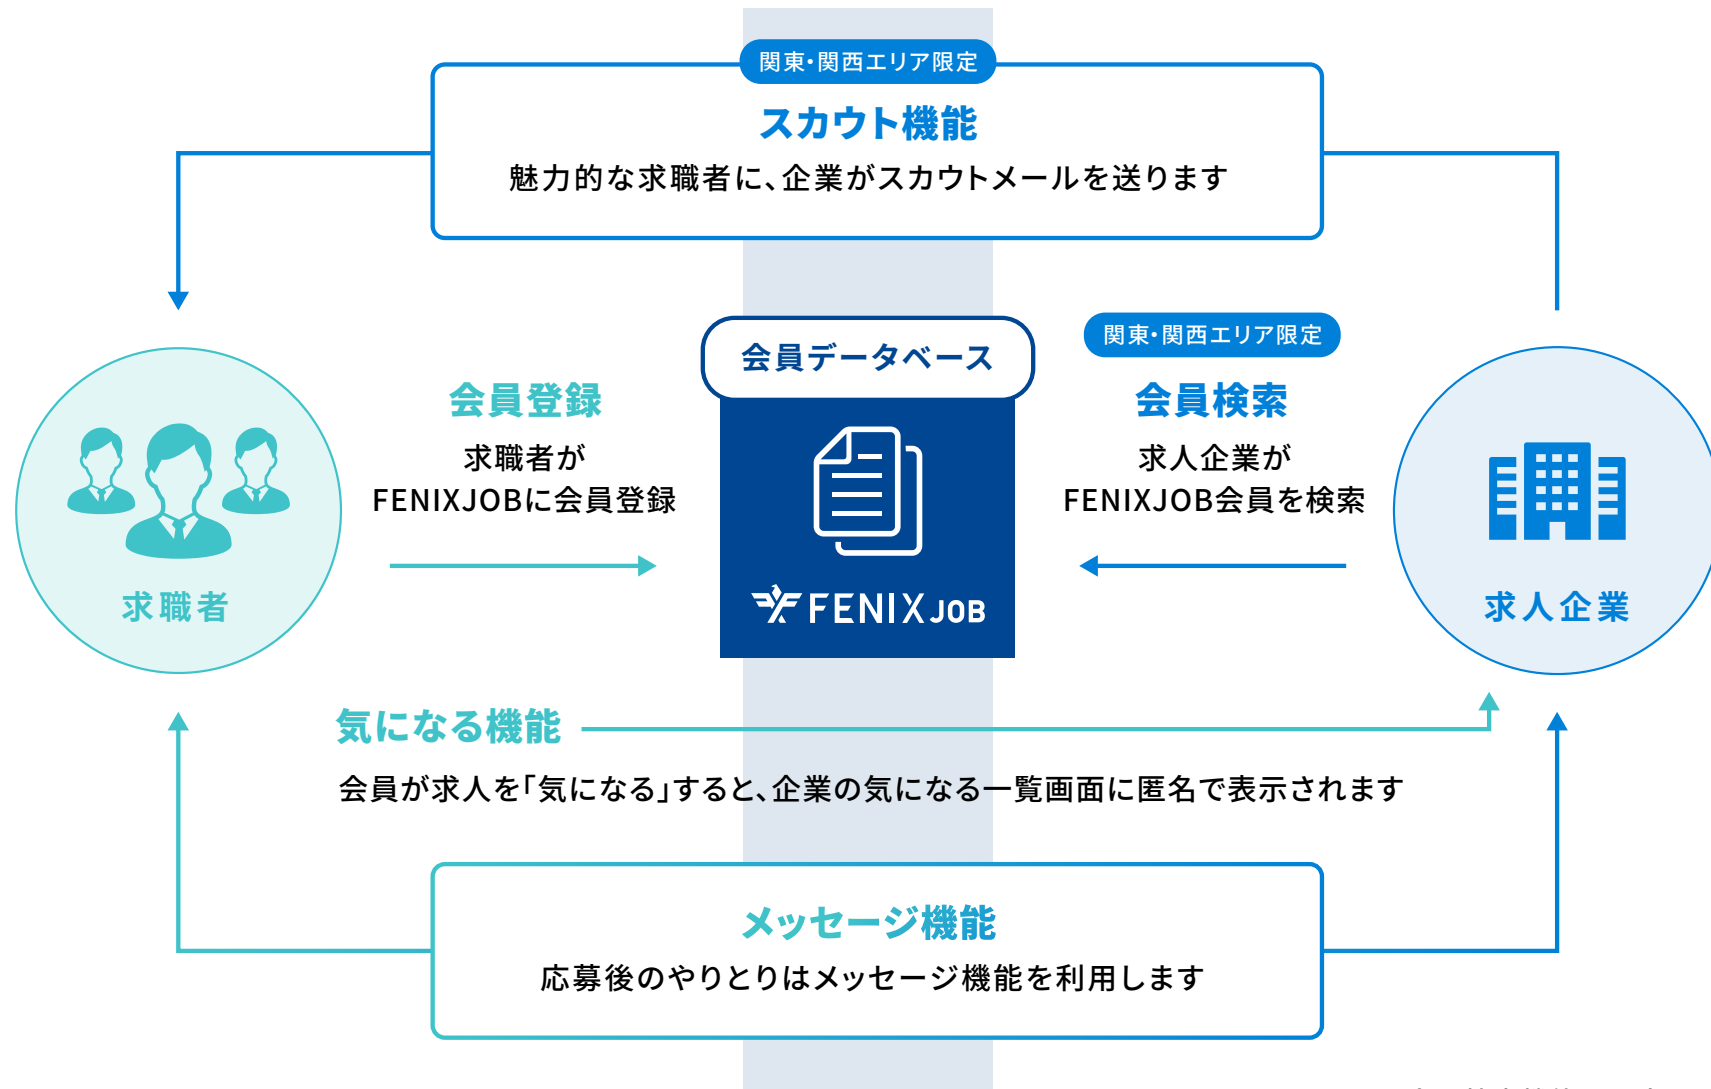 関東・関西エリア限定
スカウト機能
魅力的な求職者に、企業がスカウトメールを送ります
会員データベース
FENIX JOB
会員登録
求職者が
FENIXJOBに会員登録
関東・関西エリア限定
会員検索
求人企業が
FENIXJOB会員を検索
求職者
求人企業
気になる機能
会員が求人を「気になる」すると、企業の気になる一覧画面に匿名で表示されます
メッセージ機能
応募後のやりとりはメッセージ機能を利用します